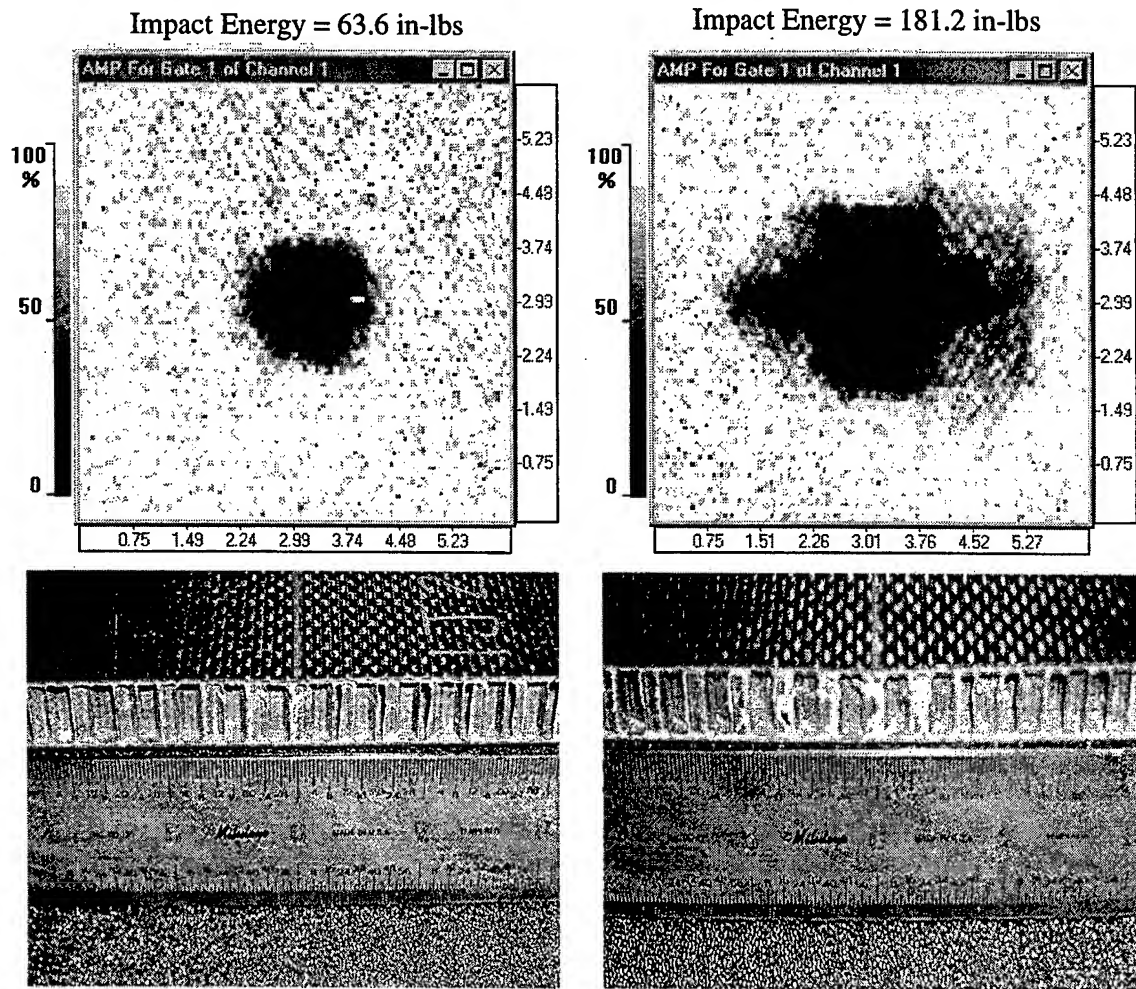 Impact Energy = 63.6 in-lbs
Impact Energy = 181.2 in-lbs
AMP For Gate 1 of Channel 1
AMP For Gate 1 of Channel 1
100
%
50
0
5.23
4.48
3.74
2.93
2.24
1.49
0.75
0.75 1.49 2.24 2.99 3.74 4.48 5.23
100
%
50
0
5.23
4.48
3.74
2.99
2.24
1.49
0.75
0.75 1.51 2.26 3.01 3.76 4.52 5.27
Mitutoyo
Mitutoyo